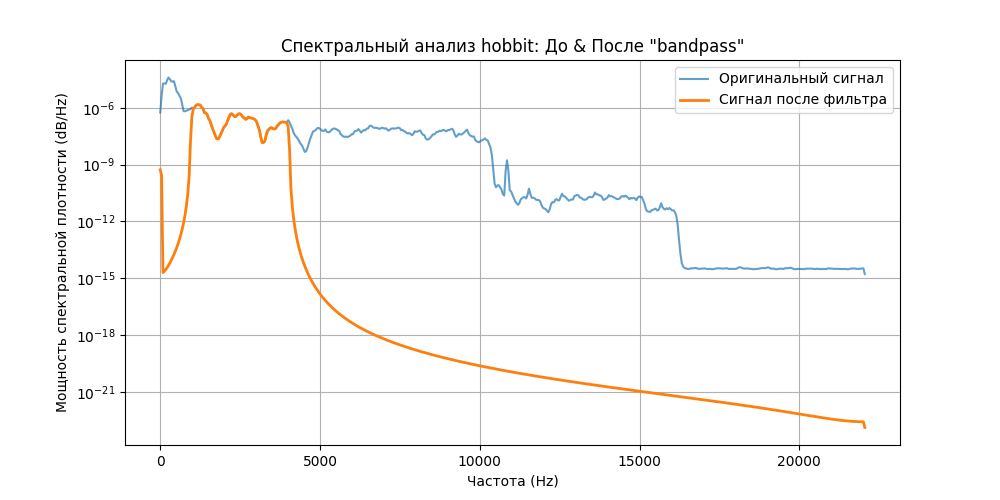 Спектральный анализ hobbit: До & После "bandpass"
Оригинальный сигнал
Сигнал после фильтра
Мощность спектральной плотности (dB/Hz)
10⁻⁶
10⁻⁹
10⁻¹²
10⁻¹⁵
10⁻¹⁸
10⁻²¹
0 5000 10000 15000 20000
Частота (Hz)